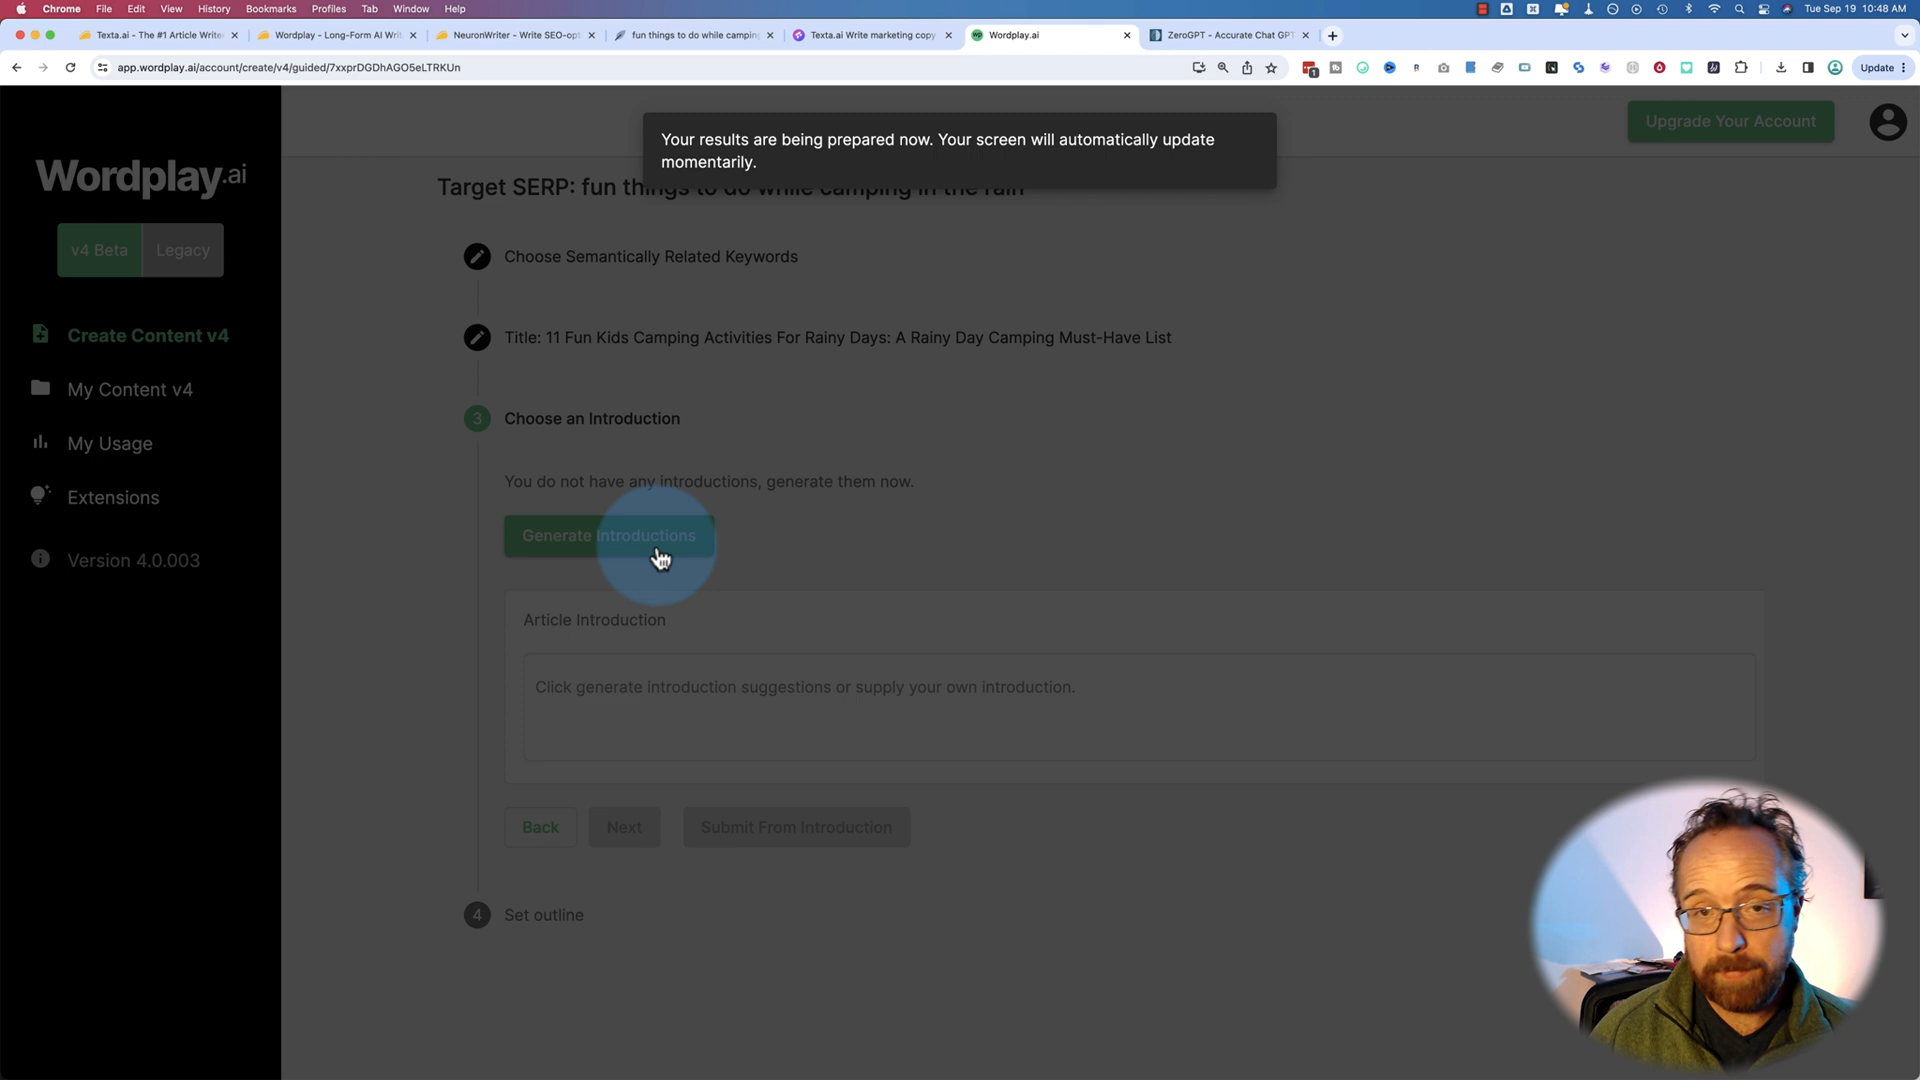 Chrome File Edit View History Bookmarks Profiles Tab Window Help Tue Sep 19 10:48 AM
Texta.ai - The #1 Article Writer Wordplay - Long-Form AI Writ NeuronWriter - Write SEO-opt fun things to do while camping Texta.ai Write marketing copy Wordplay.ai ZeroGPT - Accurate Chat GPT
app.wordplay.ai/account/create/v4/guided/7xxprDGDhAGO5eLTRKUn 1 Update
Your results are being prepared now. Your screen will automatically update
momentarily.
Upgrade Your Account
Wordplay.ai
v4 Beta Legacy
Create Content v4
My Content v4
My Usage
Extensions
Version 4.0.003
Target SERP: fun things to do while camping in the rain
Choose Semantically Related Keywords
Title: 11 Fun Kids Camping Activities For Rainy Days: A Rainy Day Camping Must-Have List
3 Choose an Introduction
You do not have any introductions, generate them now.
Generate Introductions
Article Introduction
Click generate introduction suggestions or supply your own introduction.
Back Next Submit From Introduction
4 Set outline